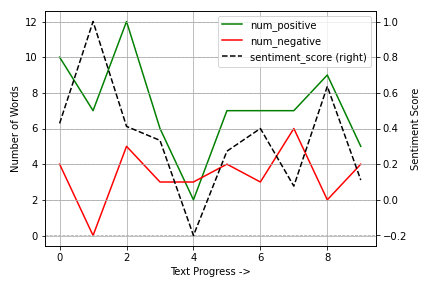 num_positive
num_negative
sentiment_score (right)
12
10
8
6
4
2
0
Number of Words
1.0
0.8
0.6
0.4
0.2
0.0
−0.2
Sentiment Score
0 2 4 6 8
Text Progress ->